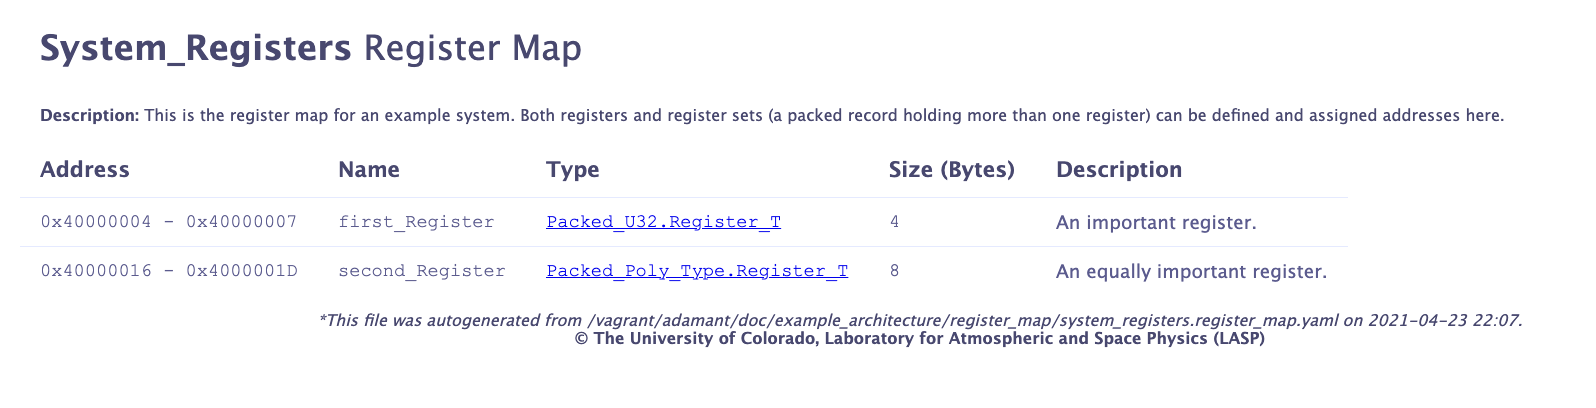 System_Registers Register Map
Description: This is the register map for an example system. Both registers and register sets (a packed record holding more than one register) can be defined and assigned addresses here.
Address Name Type Size (Bytes) Description
0x40000004 - 0x40000007 first_Register Packed_U32.Register_T 4 An important register.
0x40000016 - 0x4000001D second_Register Packed_Poly_Type.Register_T 8 An equally important register.
*This file was autogenerated from /vagrant/adamant/doc/example_architecture/register_map/system_registers.register_map.yaml on 2021-04-23 22:07.
© The University of Colorado, Laboratory for Atmospheric and Space Physics (LASP)